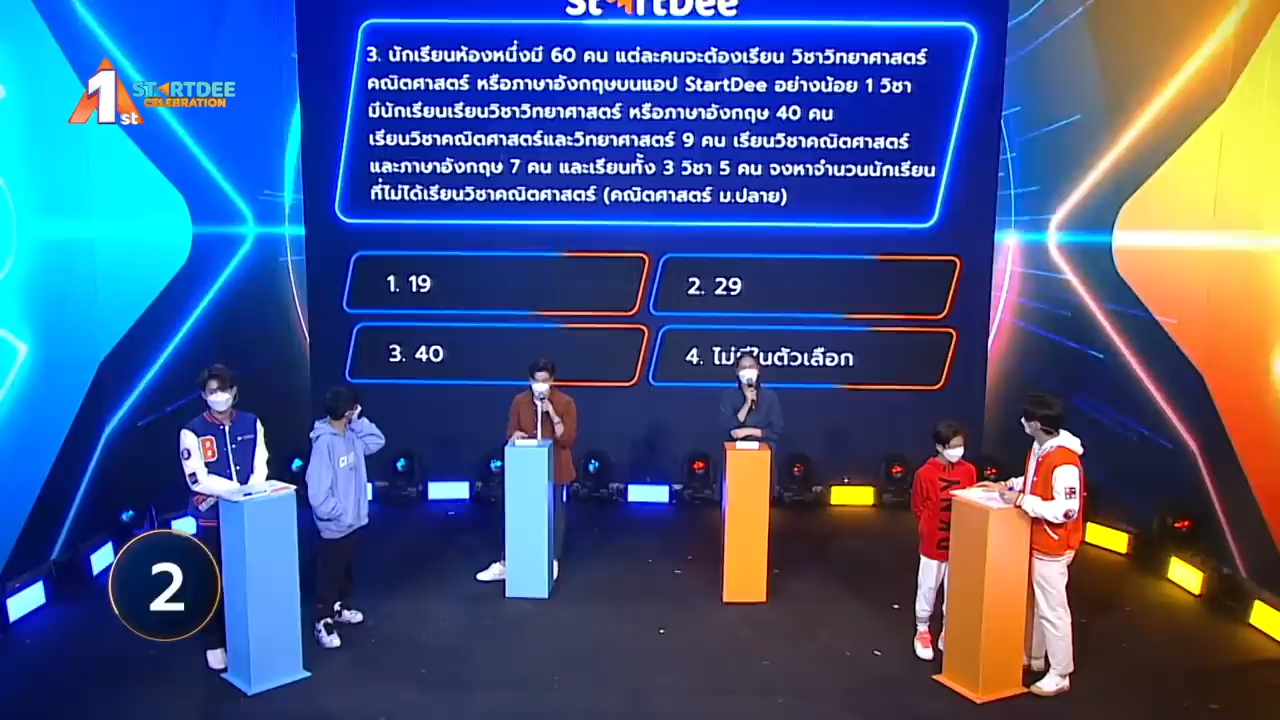 StartDee
3. นักเรียนห้องหนึ่งมี 60 คน แต่ละคนจะต้องเรียน วิชาวิทยาศาสตร์
คณิตศาสตร์ หรือภาษาอังกฤษบนแอป StartDee อย่างน้อย 1 วิชา
มีนักเรียนเรียนวิชาวิทยาศาสตร์ หรือภาษาอังกฤษ 40 คน
เรียนวิชาคณิตศาสตร์และวิทยาศาสตร์ 9 คน เรียนวิชาคณิตศาสตร์
และภาษาอังกฤษ 7 คน และเรียนทั้ง 3 วิชา 5 คน จงหาจำนวนนักเรียน
ที่ไม่ได้เรียนวิชาคณิตศาสตร์ (คณิตศาสตร์ ม.ปลาย)
1st
STARTDEE
CELEBRATION
1. 19
2. 29
3. 40
4. ไม่มีในตัวเลือก
B
DKNY
2